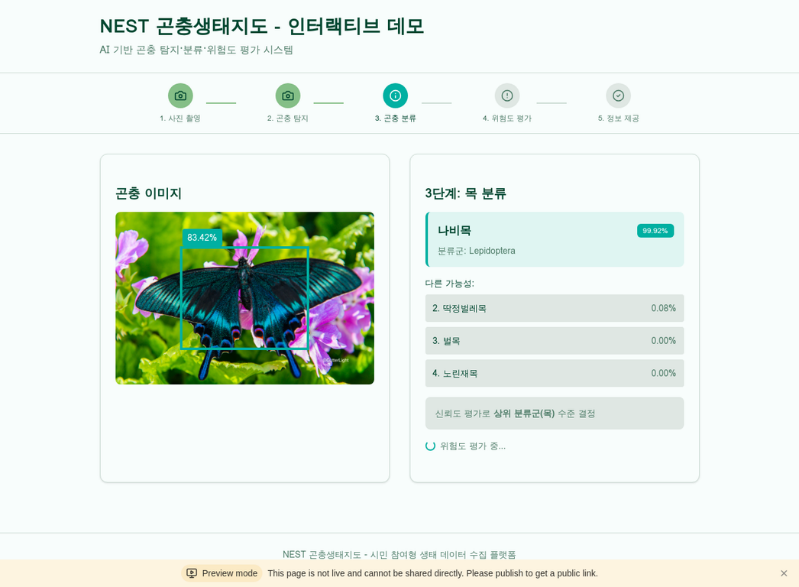 NEST 곤충생태지도 - 인터랙티브 데모
AI 기반 곤충 탐지·분류·위험도 평가 시스템
1. 사진 촬영
2. 곤충 탐지
3. 곤충 분류
4. 위험도 평가
5. 정보 제공
곤충 이미지
83.42%
3단계: 목 분류
나비목
99.92%
분류군: Lepidoptera
다른 가능성:
2. 딱정벌레목
0.08%
3. 벌목
0.00%
4. 노린재목
0.00%
신뢰도 평가로 상위 분류군(목) 수준 결정
위험도 평가 중...
NEST 곤충생태지도 - 시민 참여형 생태 데이터 수집 플랫폼
Preview mode
This page is not live and cannot be shared directly. Please publish to get a public link.